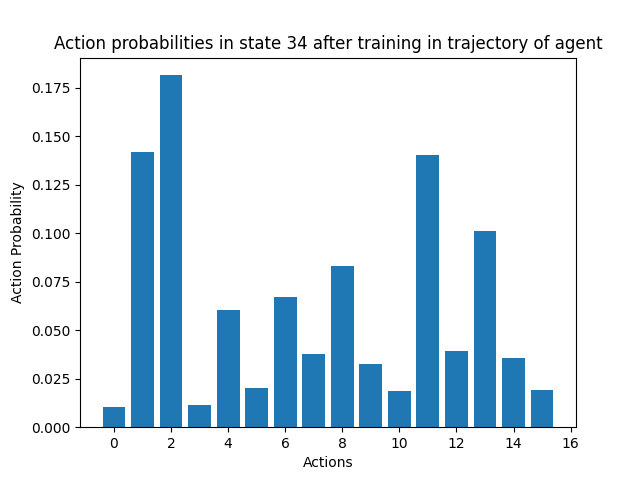 Action probabilities in state 34 after training in trajectory of agent
0.175
0.150
0.125
0.100
0.075
0.050
0.025
0.000
Action Probability
0 2 4 6 8 10 12 14 16
Actions